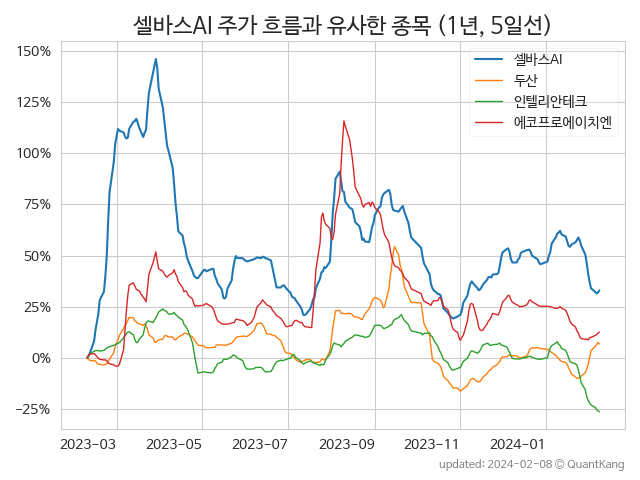 셀바스AI 주가 흐름과 유사한 종목 (1년, 5일선)
셀바스AI
두산
인텔리안테크
에코프로에이치엔
150%
125%
100%
75%
50%
25%
0%
−25%
2023-03 2023-05 2023-07 2023-09 2023-11 2024-01
updated: 2024-02-08 © QuantKang